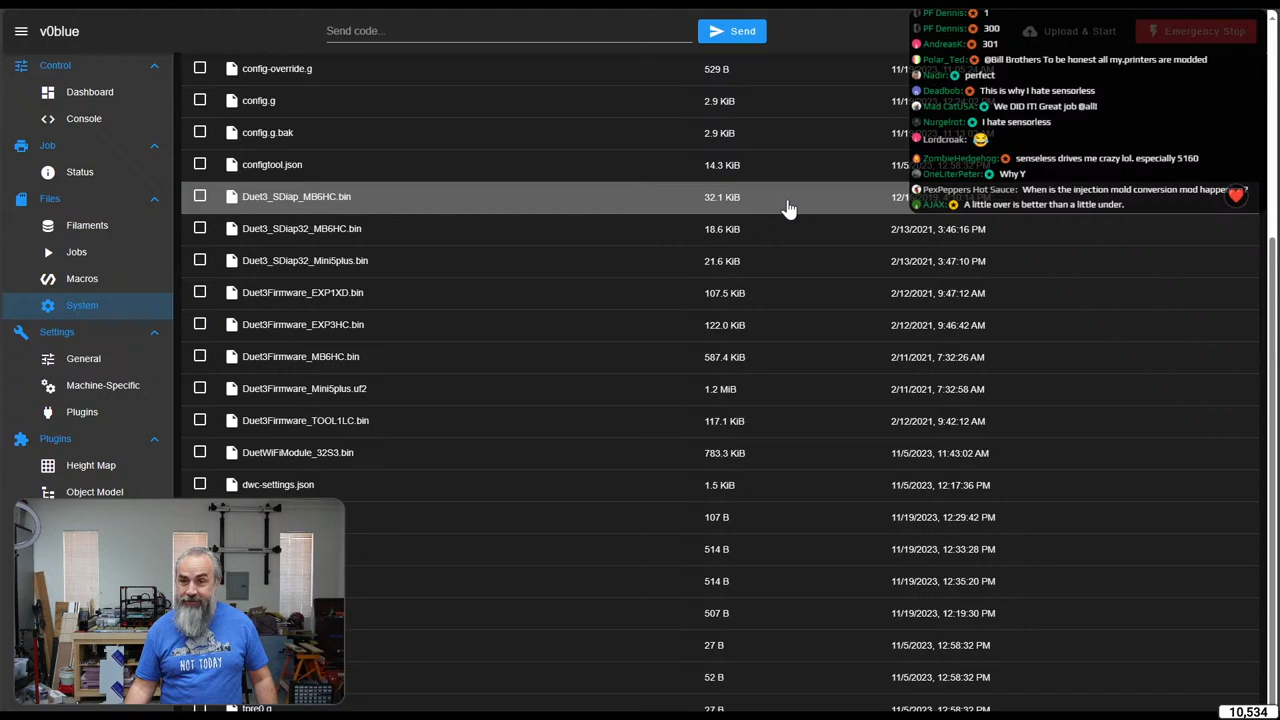 v0blue
Send code...
Send
Upload & Start
Emergency Stop
PF Dennis: 1
PF Dennis: 300
AndreasK: 301
Polar_Ted: @Bill Brothers To be honest all my.printers are modded
Nadir: perfect
Deadbob: This is why I hate sensorless
Mad CatUSA: We DID IT! Great job @all!
Nurgelrot: I hate sensorless
Lordcroak: 😂
ZombieHedgehog: senseless drives me crazy lol. especially 5160
OneLiterPeter: Why Y
PexPeppers Hot Sauce: When is the injection mold conversion mod
AJAX: A little over is better than a little under.
Control
Dashboard
Console
Job
Status
Files
Filaments
Jobs
Macros
System
Settings
General
Machine-Specific
Plugins
Plugins
Height Map
Object Model
config-override.g 529 B
config.g 2.9 KiB
config.g.bak 2.9 KiB
configtool.json 14.3 KiB
Duet3_SDiap_MB6HC.bin 32.1 KiB
Duet3_SDiap32_MB6HC.bin 18.6 KiB 2/13/2021, 3:46:16 PM
Duet3_SDiap32_Mini5plus.bin 21.6 KiB 2/13/2021, 3:47:10 PM
Duet3Firmware_EXP1XD.bin 107.5 KiB 2/12/2021, 9:47:12 AM
Duet3Firmware_EXP3HC.bin 122.0 KiB 2/12/2021, 9:46:42 AM
Duet3Firmware_MB6HC.bin 587.4 KiB 2/11/2021, 7:32:26 AM
Duet3Firmware_Mini5plus.uf2 1.2 MiB 2/11/2021, 7:32:58 AM
Duet3Firmware_TOOL1LC.bin 117.1 KiB 2/12/2021, 9:42:12 AM
DuetWiFiModule_32S3.bin 783.3 KiB 11/5/2023, 11:43:02 AM
dwc-settings.json 1.5 KiB 11/5/2023, 12:17:36 PM
107 B 11/19/2023, 12:29:42 PM
514 B 11/19/2023, 12:33:28 PM
514 B 11/19/2023, 12:35:20 PM
507 B 11/19/2023, 12:19:30 PM
27 B 11/5/2023, 12:58:32 PM
52 B 11/5/2023, 12:58:32 PM
tpre0.g 27 B 11/5/2023, 12:58:32 PM
NOT TODAY
10,534